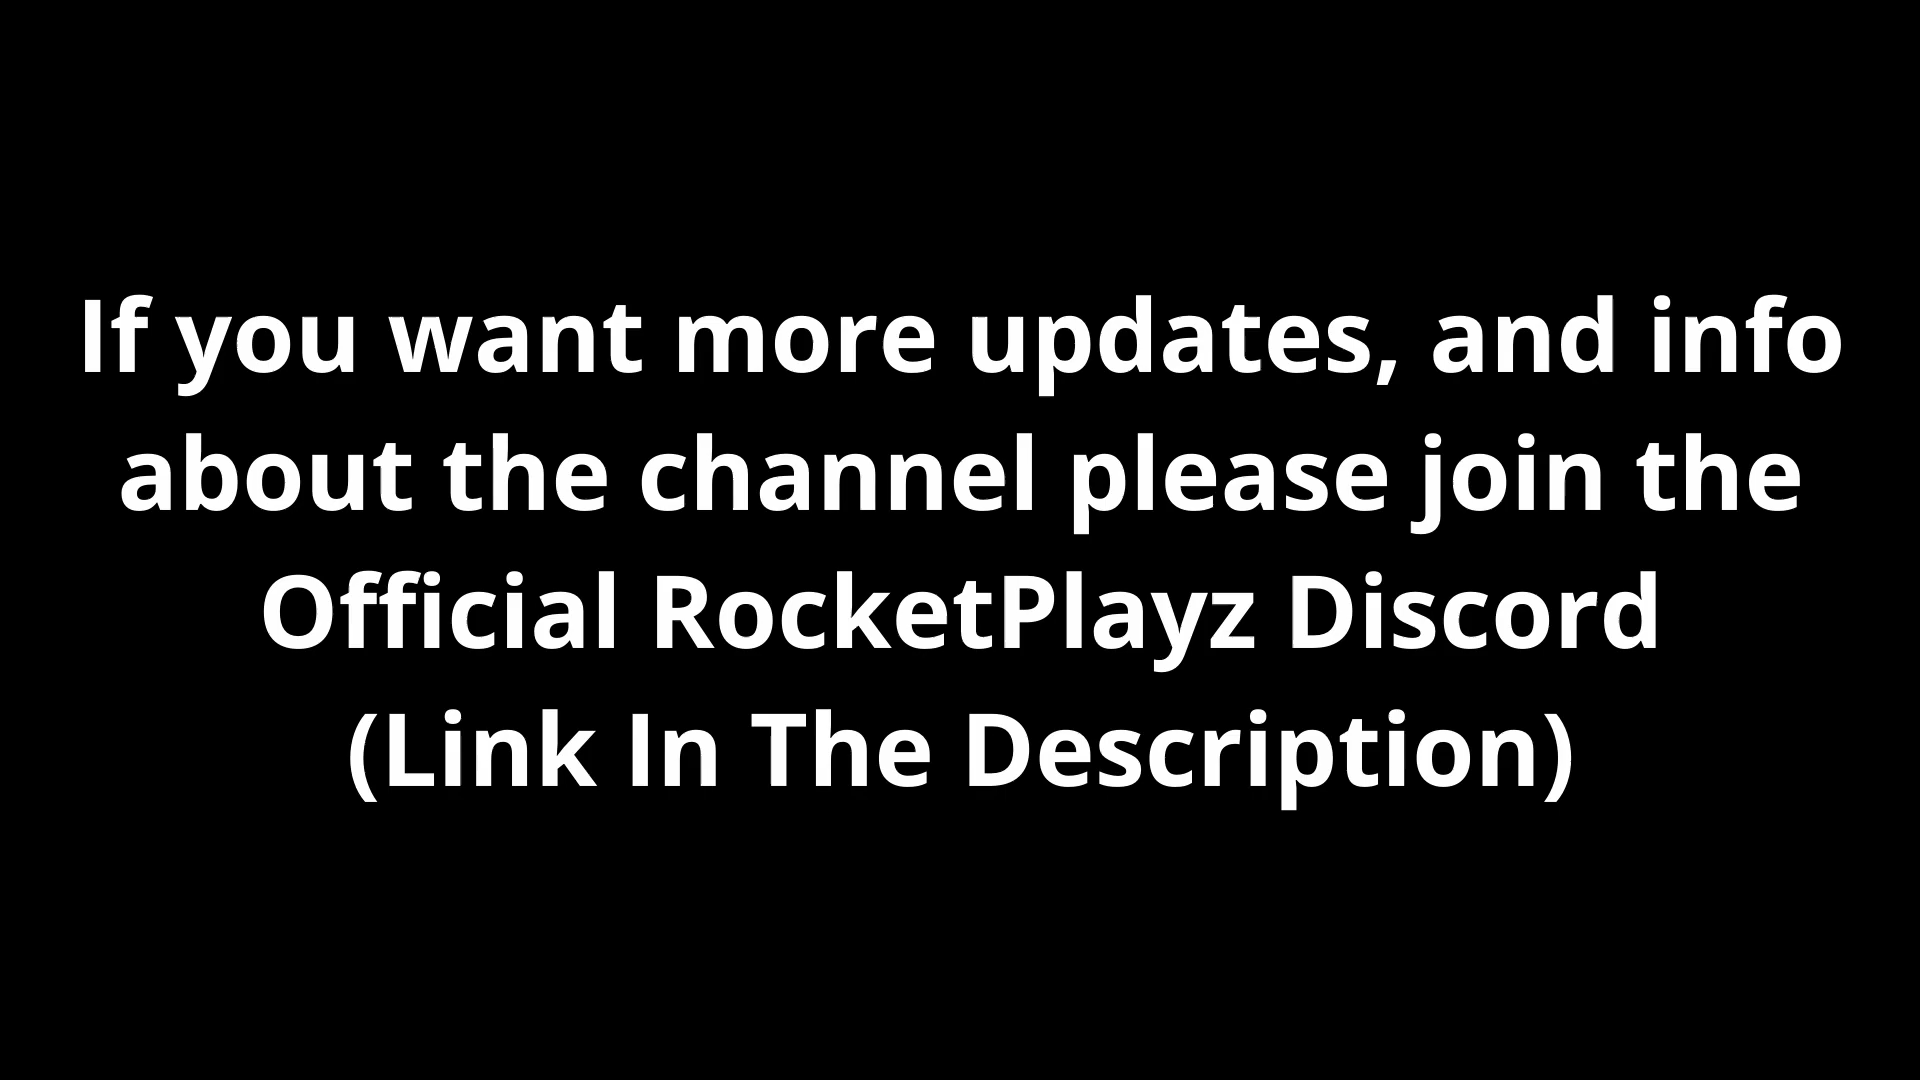 If you want more updates, and info
about the channel please join the
Official RocketPlayz Discord
(Link In The Description)